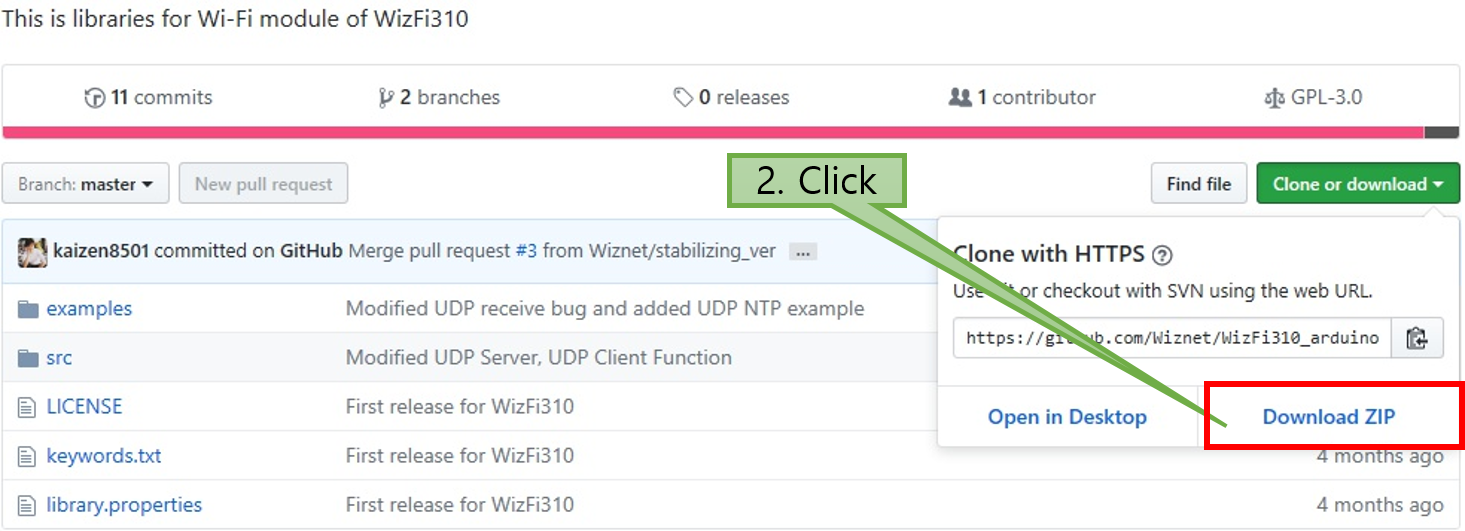 This is libraries for Wi-Fi module of WizFi310
11 commits
2 branches
0 releases
1 contributor
GPL-3.0
Branch: master
New pull request
2. Click
Find file
Clone or download
kaizen8501 committed on GitHub Merge pull request #3 from Wiznet/stabilizing_ver ...
Clone with HTTPS ?
Use or checkout with SVN using the web URL.
https://github.com/Wiznet/WizFi310_arduino
Open in Desktop
Download ZIP
examples Modified UDP receive bug and added UDP NTP example
src Modified UDP Server, UDP Client Function
LICENSE First release for WizFi310
keywords.txt First release for WizFi310 4 months ago
library.properties First release for WizFi310 4 months ago